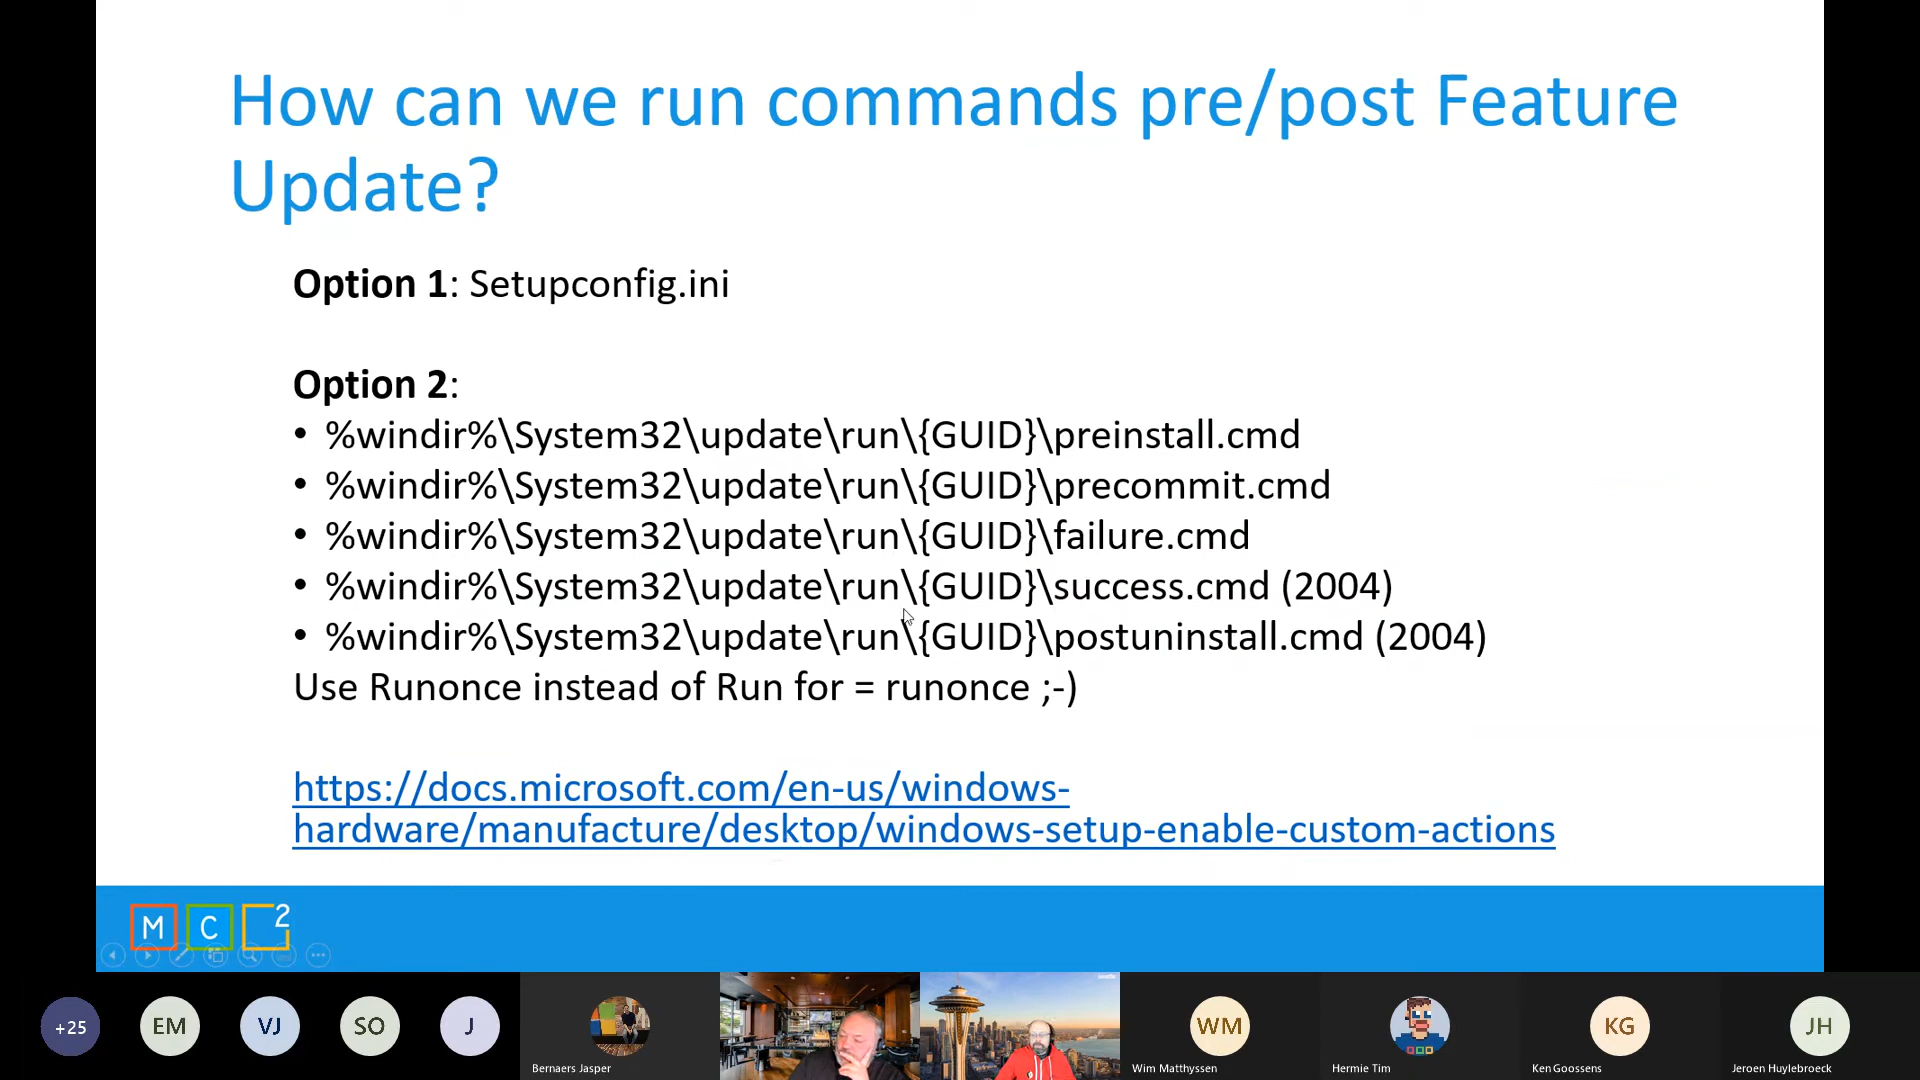 How can we run commands pre/post Feature
Update?
Option 1: Setupconfig.ini
Option 2:
• %windir%\System32\update\run\{GUID}\preinstall.cmd
• %windir%\System32\update\run\{GUID}\precommit.cmd
• %windir%\System32\update\run\{GUID}\failure.cmd
• %windir%\System32\update\run\{GUID}\success.cmd (2004)
• %windir%\System32\update\run\{GUID}\postuninstall.cmd (2004)
Use Runonce instead of Run for = runonce ;-)
https://docs.microsoft.com/en-us/windows-
hardware/manufacture/desktop/windows-setup-enable-custom-actions
M C 2
+25 EM VJ SO J WM KG JH
Bernaers Jasper Wim Matthyssen Hermie Tim Ken Goossens Jeroen Huylebroeck